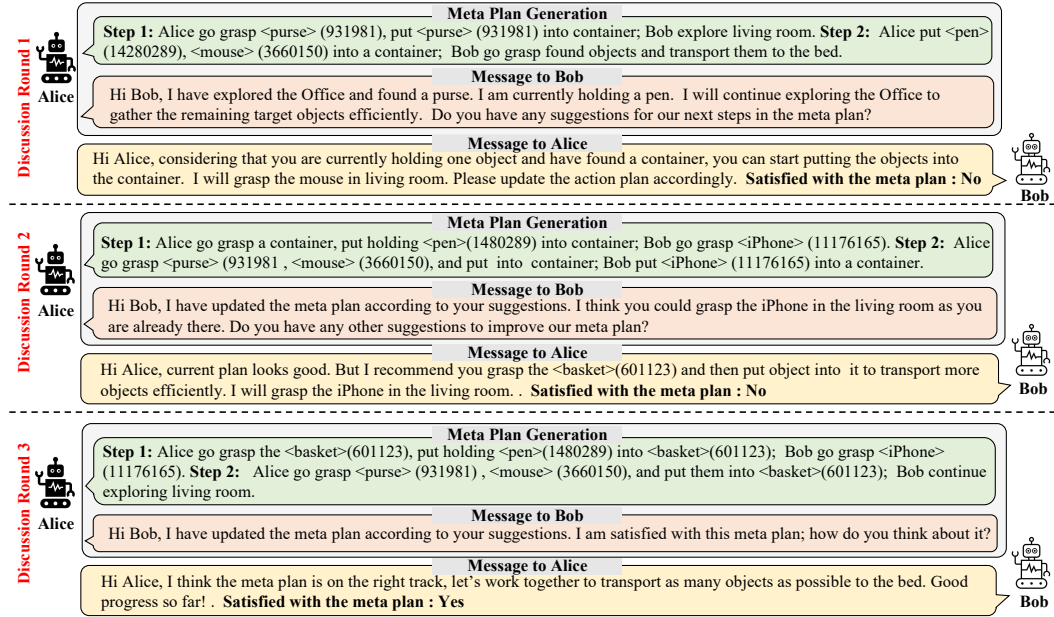 Discussion Round 1
Alice
Meta Plan Generation
Step 1: Alice go grasp <purse> (931981), put <purse> (931981) into container; Bob explore living room. Step 2: Alice put <pen>
(14280289), <mouse> (3660150) into a container; Bob go grasp found objects and transport them to the bed.
Message to Bob
Hi Bob, I have explored the Office and found a purse. I am currently holding a pen. I will continue exploring the Office to
gather the remaining target objects efficiently. Do you have any suggestions for our next steps in the meta plan?
Message to Alice
Hi Alice, considering that you are currently holding one object and have found a container, you can start putting the objects into
the container. I will grasp the mouse in living room. Please update the action plan accordingly. Satisfied with the meta plan : No
Bob
Discussion Round 2
Alice
Meta Plan Generation
Step 1: Alice go grasp a container, put holding <pen>(1480289) into container; Bob go grasp <iPhone> (11176165). Step 2: Alice
go grasp <purse> (931981 , <mouse> (3660150), and put into container; Bob put <iPhone> (11176165) into a container.
Message to Bob
Hi Bob, I have updated the meta plan according to your suggestions. I think you could grasp the iPhone in the living room as you
are already there. Do you have any other suggestions to improve our meta plan?
Message to Alice
Hi Alice, current plan looks good. But I recommend you grasp the <basket>(601123) and then put object into it to transport more
objects efficiently. I will grasp the iPhone in the living room. . Satisfied with the meta plan : No
Bob
Discussion Round 3
Alice
Meta Plan Generation
Step 1: Alice go grasp the <basket>(601123), put holding <pen>(1480289) into <basket>(601123); Bob go grasp <iPhone>
(11176165). Step 2: Alice go grasp <purse> (931981) , <mouse> (3660150), and put them into <basket>(601123); Bob continue
exploring living room.
Message to Bob
Hi Bob, I have updated the meta plan according to your suggestions. I am satisfied with this meta plan; how do you think about it?
Message to Alice
Hi Alice, I think the meta plan is on the right track, let's work together to transport as many objects as possible to the bed. Good
progress so far! . Satisfied with the meta plan : Yes
Bob